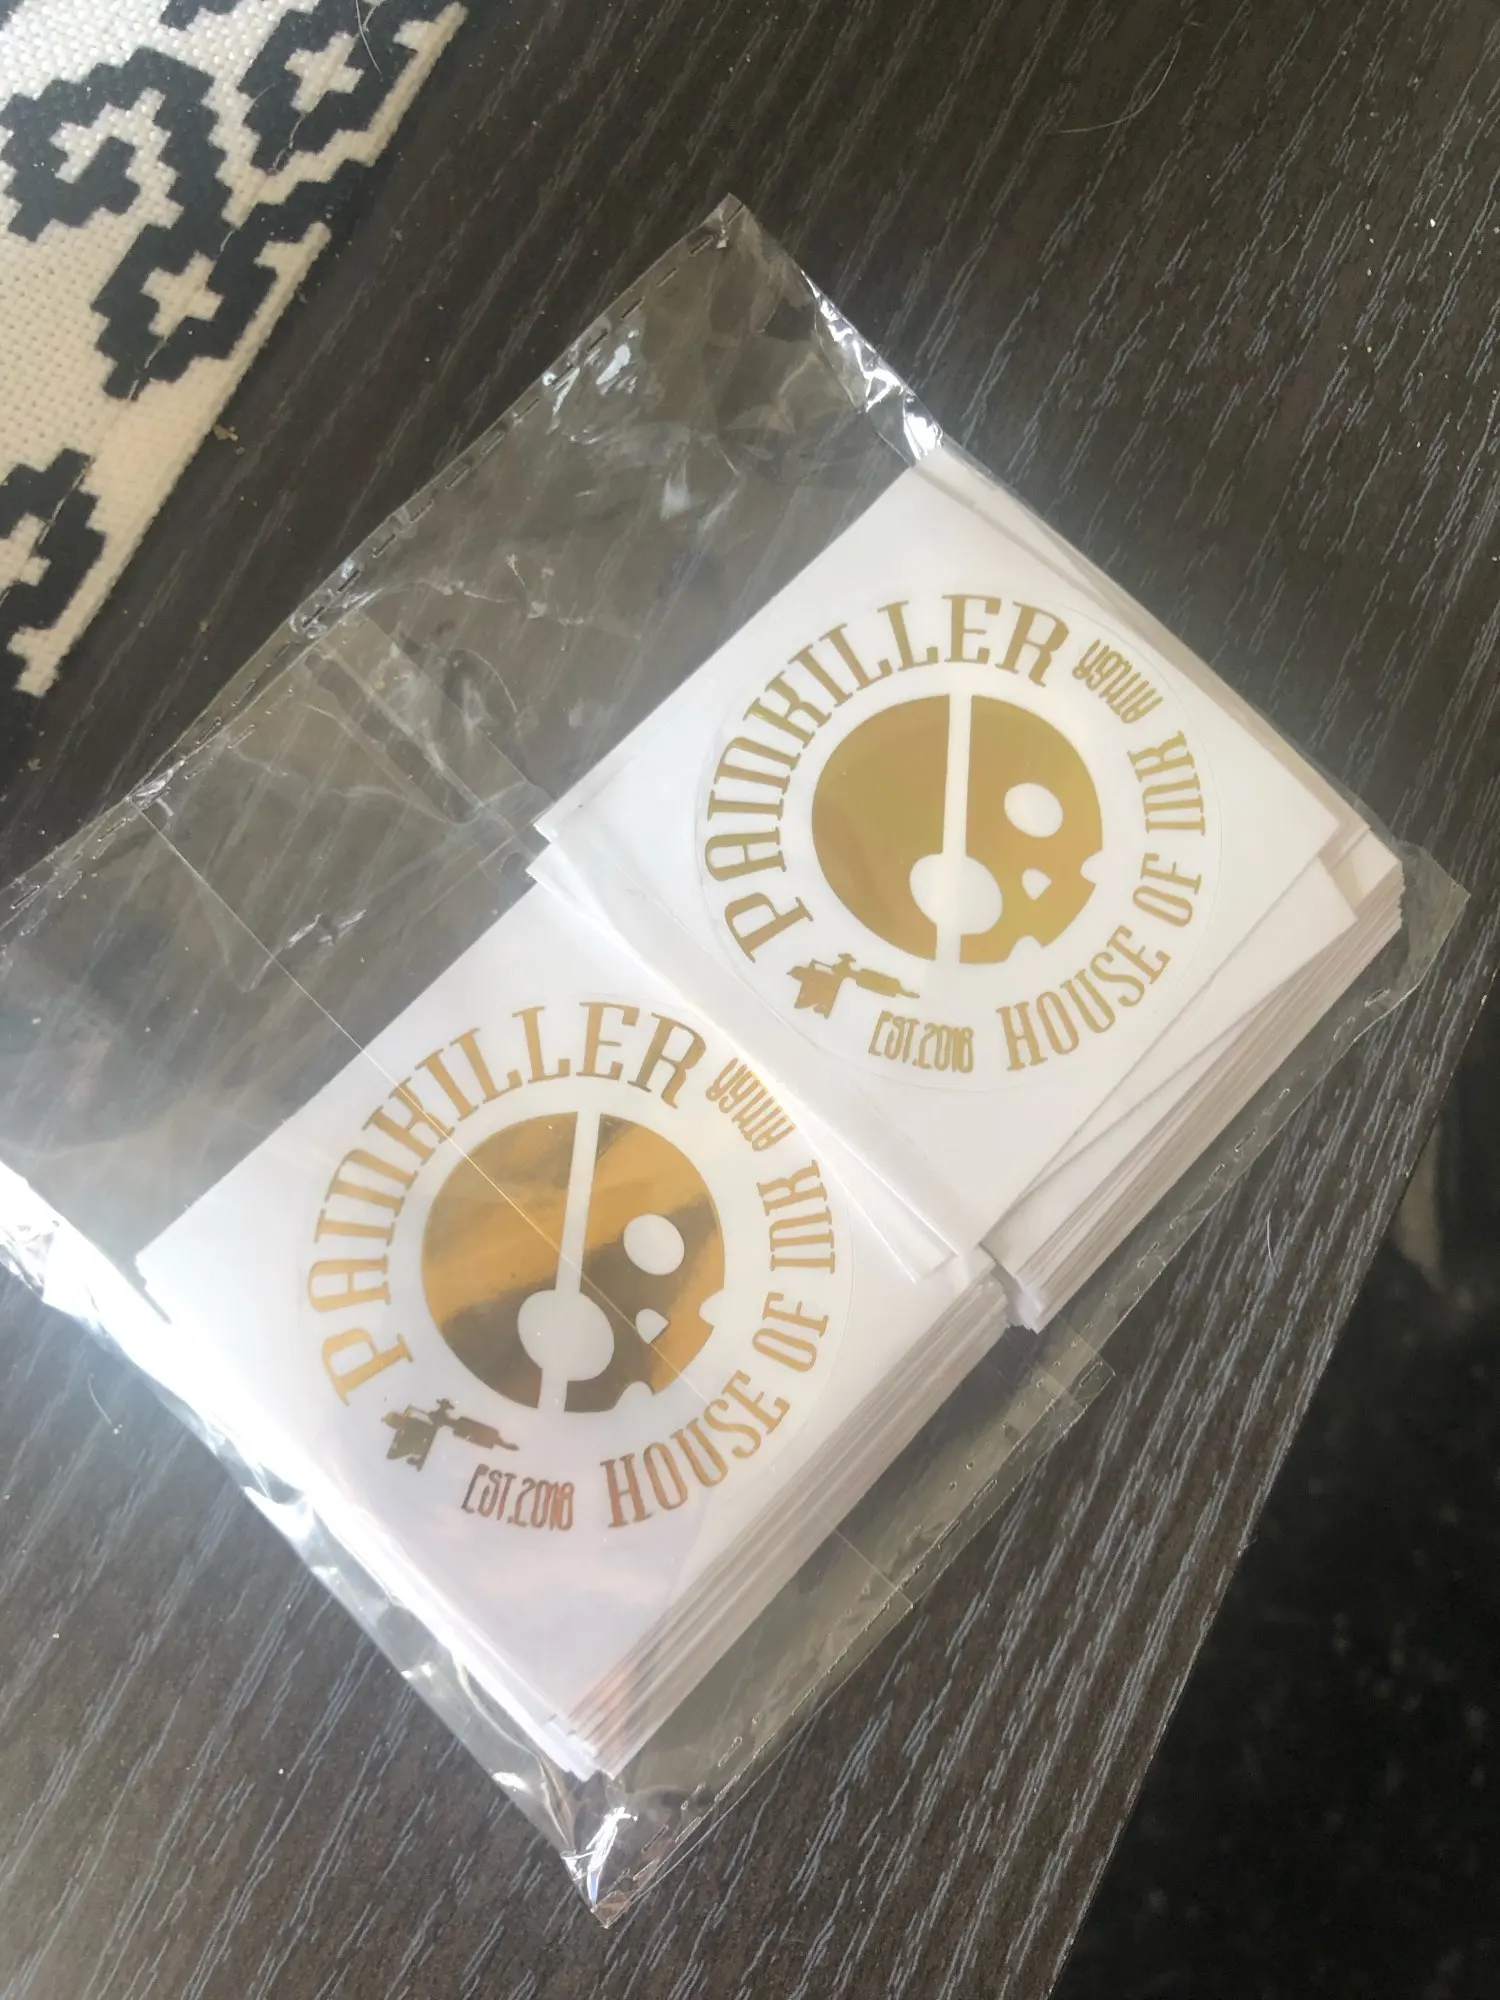 PAINKILLER
HOUSE OF INK
EST.2018
PAINKILLER
HOUSE OF INK
EST.2018